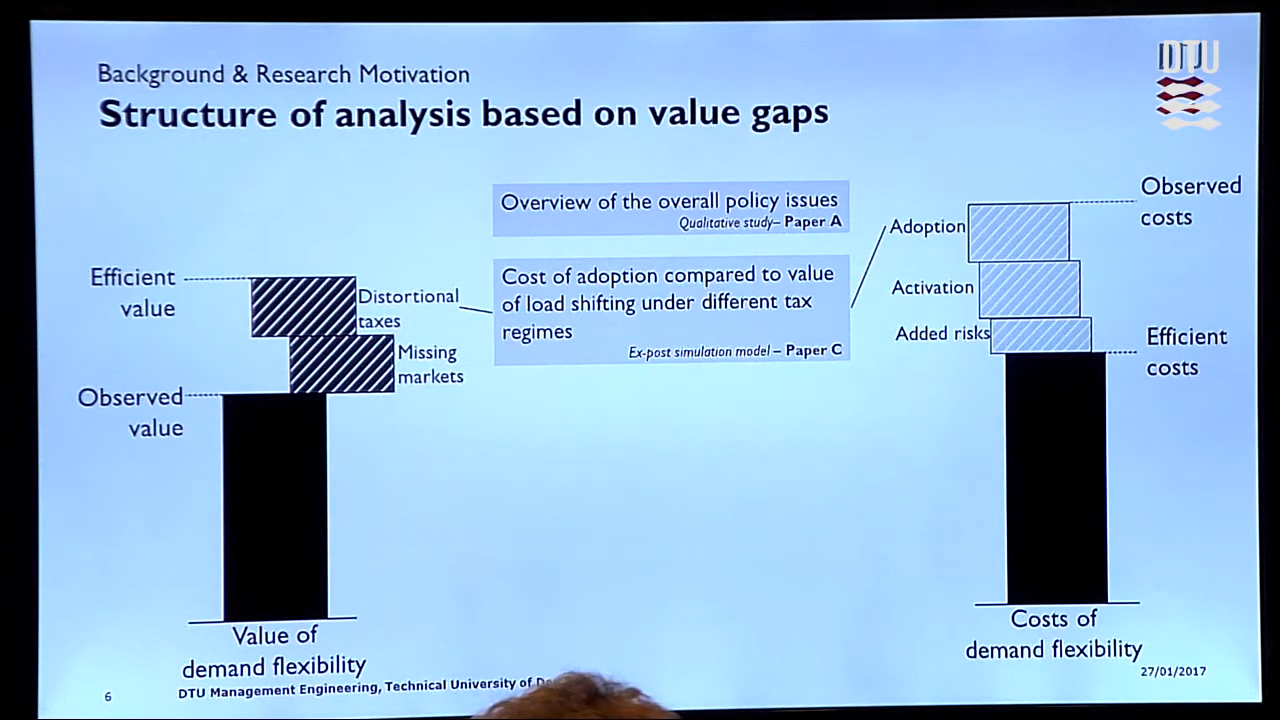 Background & Research Motivation
Structure of analysis based on value gaps
DTU
Overview of the overall policy issues
Qualitative study– Paper A
Cost of adoption compared to value
of load shifting under different tax
regimes
Ex-post simulation model – Paper C
Efficient
value
Distortional
taxes
Missing
markets
Observed
value
Value of
demand flexibility
Observed
costs
Adoption
Activation
Added risks
Efficient
costs
Costs of
demand flexibility
27/01/2017
6
DTU Management Engineering, Technical University of